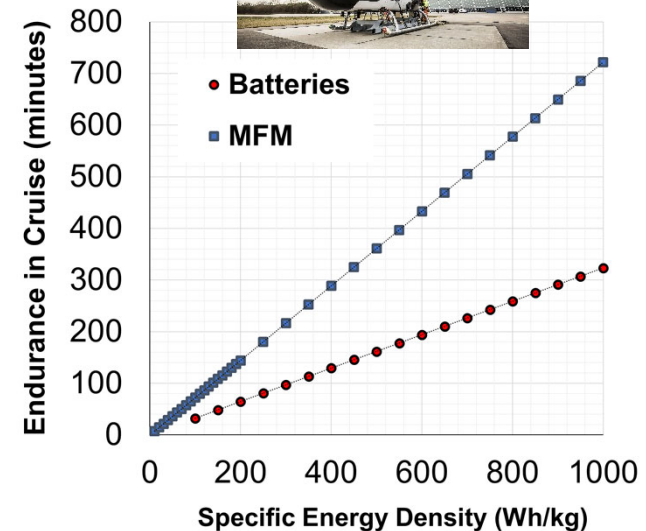 800
700
600
500
400
300
200
100
0
Endurance in Cruise (minutes)
Batteries
MFM
0 200 400 600 800 1000
Specific Energy Density (Wh/kg)